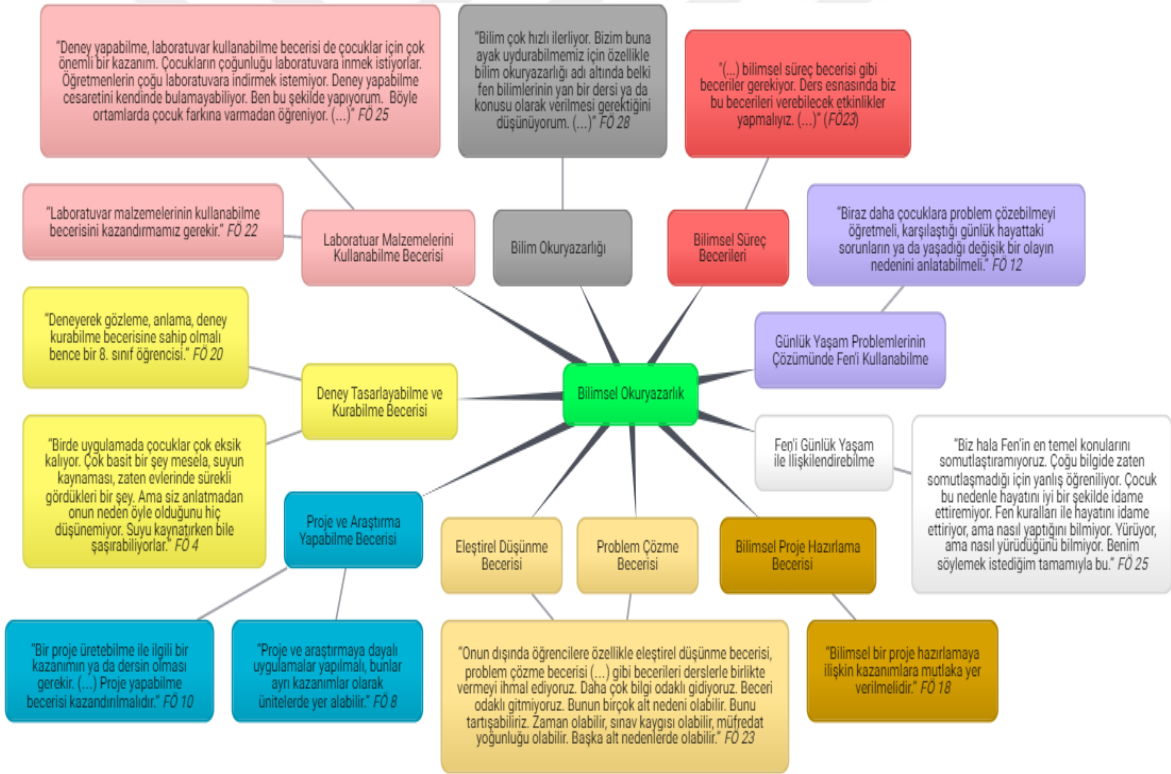 "Deney yapabilme, laboratuvar kullanabilme becerisi de çocuklar için çok
önemli bir kazanım. Çocukların çoğunluğu laboratuvara inmek istiyorlar.
Öğretmenlerin çoğu laboratuvara indirmek istemiyor. Deney yapabilme
cesaretini kendinde bulamayabiliyor. Ben bu şekilde yapıyorum. Böyle
ortamlarda çocuk farkına varmadan öğreniyor. (...)" FÖ 25
"Bilim çok hızlı ilerliyor. Bizim buna
ayak uydurabilmemiz için özellikle
bilim okuryazarlığı adı altında belki
fen bilimlerinin yan bir dersi ya da
konusu olarak verilmesi gerektiğini
düşünüyorum. (...)" FÖ 28
"(...) bilimsel süreç becerisi gibi
beceriler gerekiyor. Ders esnasında biz
bu becerileri verebilecek etkinlikler
yapmalıyız. (...)" (FÖ23)
"Laboratuvar malzemelerinin kullanabilme
becerisini kazandırmamız gerekir." FÖ 22
Laboratuar Malzemelerini
Kullanabilme Becerisi
Bilim Okuryazarlığı
Bilimsel Süreç
Becerileri
"Biraz daha çocuklara problem çözebilmeyi
öğretmeli, karşılaştığı günlük hayattaki
sorunların ya da yaşadığı değişik bir olayın
nedenini anlatabilmeli." FÖ 12
"Deneyerek gözleme, anlama, deney
kurabilme becerisine sahip olmalı
bence bir 8. sınıf öğrencisi." FÖ 20
Günlük Yaşam Problemlerinin
Çözümünde Fen'i Kullanabilme
Deney Tasarlayabilme ve
Kurabilme Becerisi
Bilimsel Okuryazarlık
"Birde uygulamada çocuklar çok eksik
kalıyor. Çok basit bir şey mesela, suyun
kaynaması, zaten evlerinde sürekli
gördükleri bir şey. Ama siz anlatmadan
onun neden öyle olduğunu hiç
düşünemiyor. Suyu kaynatırken bile
şaşırabiliyorlar." FÖ 4
Fen'i Günlük Yaşam
ile İlişkilendirebilme
"Biz hala Fen'in en temel konularını
somutlaştıramıyoruz. Çoğu bilgide zaten
somutlaşmadığı için yanlış öğreniliyor. Çocuk
bu nedenle hayatını iyi bir şekilde idame
ettiremiyor. Fen kuralları ile hayatını idame
ettiriyor, ama nasıl yaptığını bilmiyor. Yürüyor,
ama nasıl yürüdüğünü bilmiyor. Benim
söylemek istediğim tamamıyla bu." FÖ 25
Proje ve Araştırma
Yapabilme Becerisi
Eleştirel Düşünme
Becerisi
Problem Çözme
Becerisi
Bilimsel Proje Hazırlama
Becerisi
"Bir proje üretebilme ile ilgili bir
kazanımın ya da dersin olması
gerekir. (...) Proje yapabilme
becerisi kazandırılmalıdır." FÖ 10
"Proje ve araştırmaya dayalı
uygulamalar yapılmalı, bunlar
ayrı kazanımlar olarak
ünitelerde yer alabilir." FÖ 8
"Onun dışında öğrencilere özellikle eleştirel düşünme becerisi,
problem çözme becerisi (...) gibi becerileri derslerle birlikte
vermeyi ihmal ediyoruz. Daha çok bilgi odaklı gidiyoruz. Beceri
odaklı gitmiyoruz. Bunun birçok alt nedeni olabilir. Bunu
tartışabiliriz. Zaman olabilir, sınav kaygısı olabilir, müfredat
yoğunluğu olabilir. Başka alt nedenlerde olabilir." FÖ 23
"Bilimsel bir proje hazırlamaya
ilişkin kazanımlara mutlaka yer
verilmelidir." FÖ 18